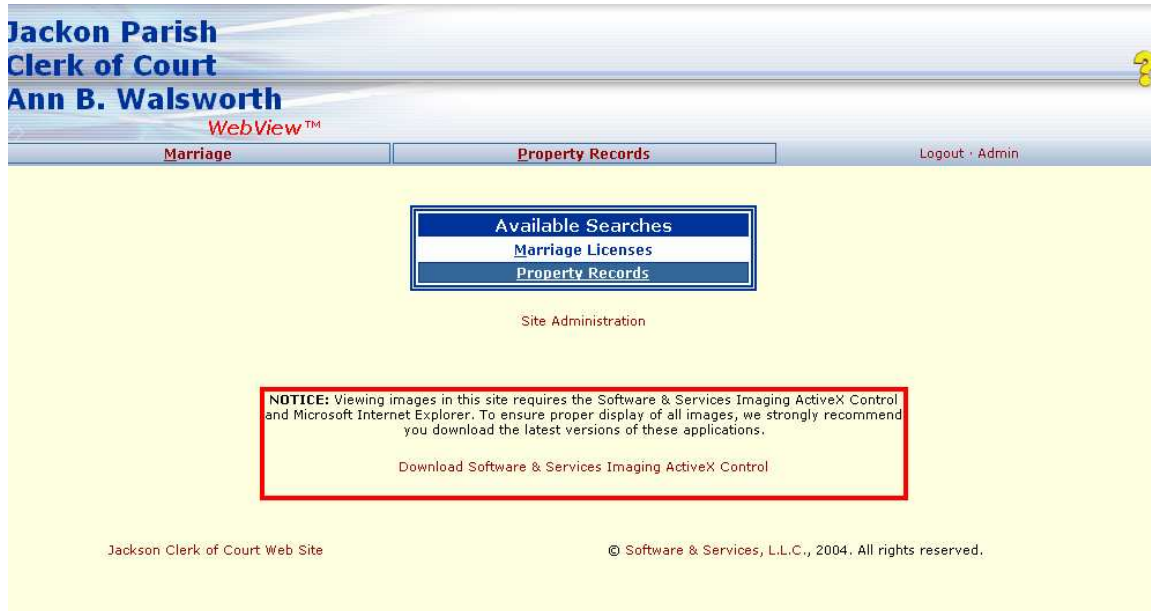 Jackon Parish
Clerk of Court
Ann B. Walsworth
WebView™
Marriage
Property Records
Logout · Admin
Available Searches
Marriage Licenses
Property Records
Site Administration
NOTICE: Viewing images in this site requires the Software & Services Imaging ActiveX Control
and Microsoft Internet Explorer. To ensure proper display of all images, we strongly recommend
you download the latest versions of these applications.
Download Software & Services Imaging ActiveX Control
Jackson Clerk of Court Web Site
© Software & Services, L.L.C., 2004. All rights reserved.